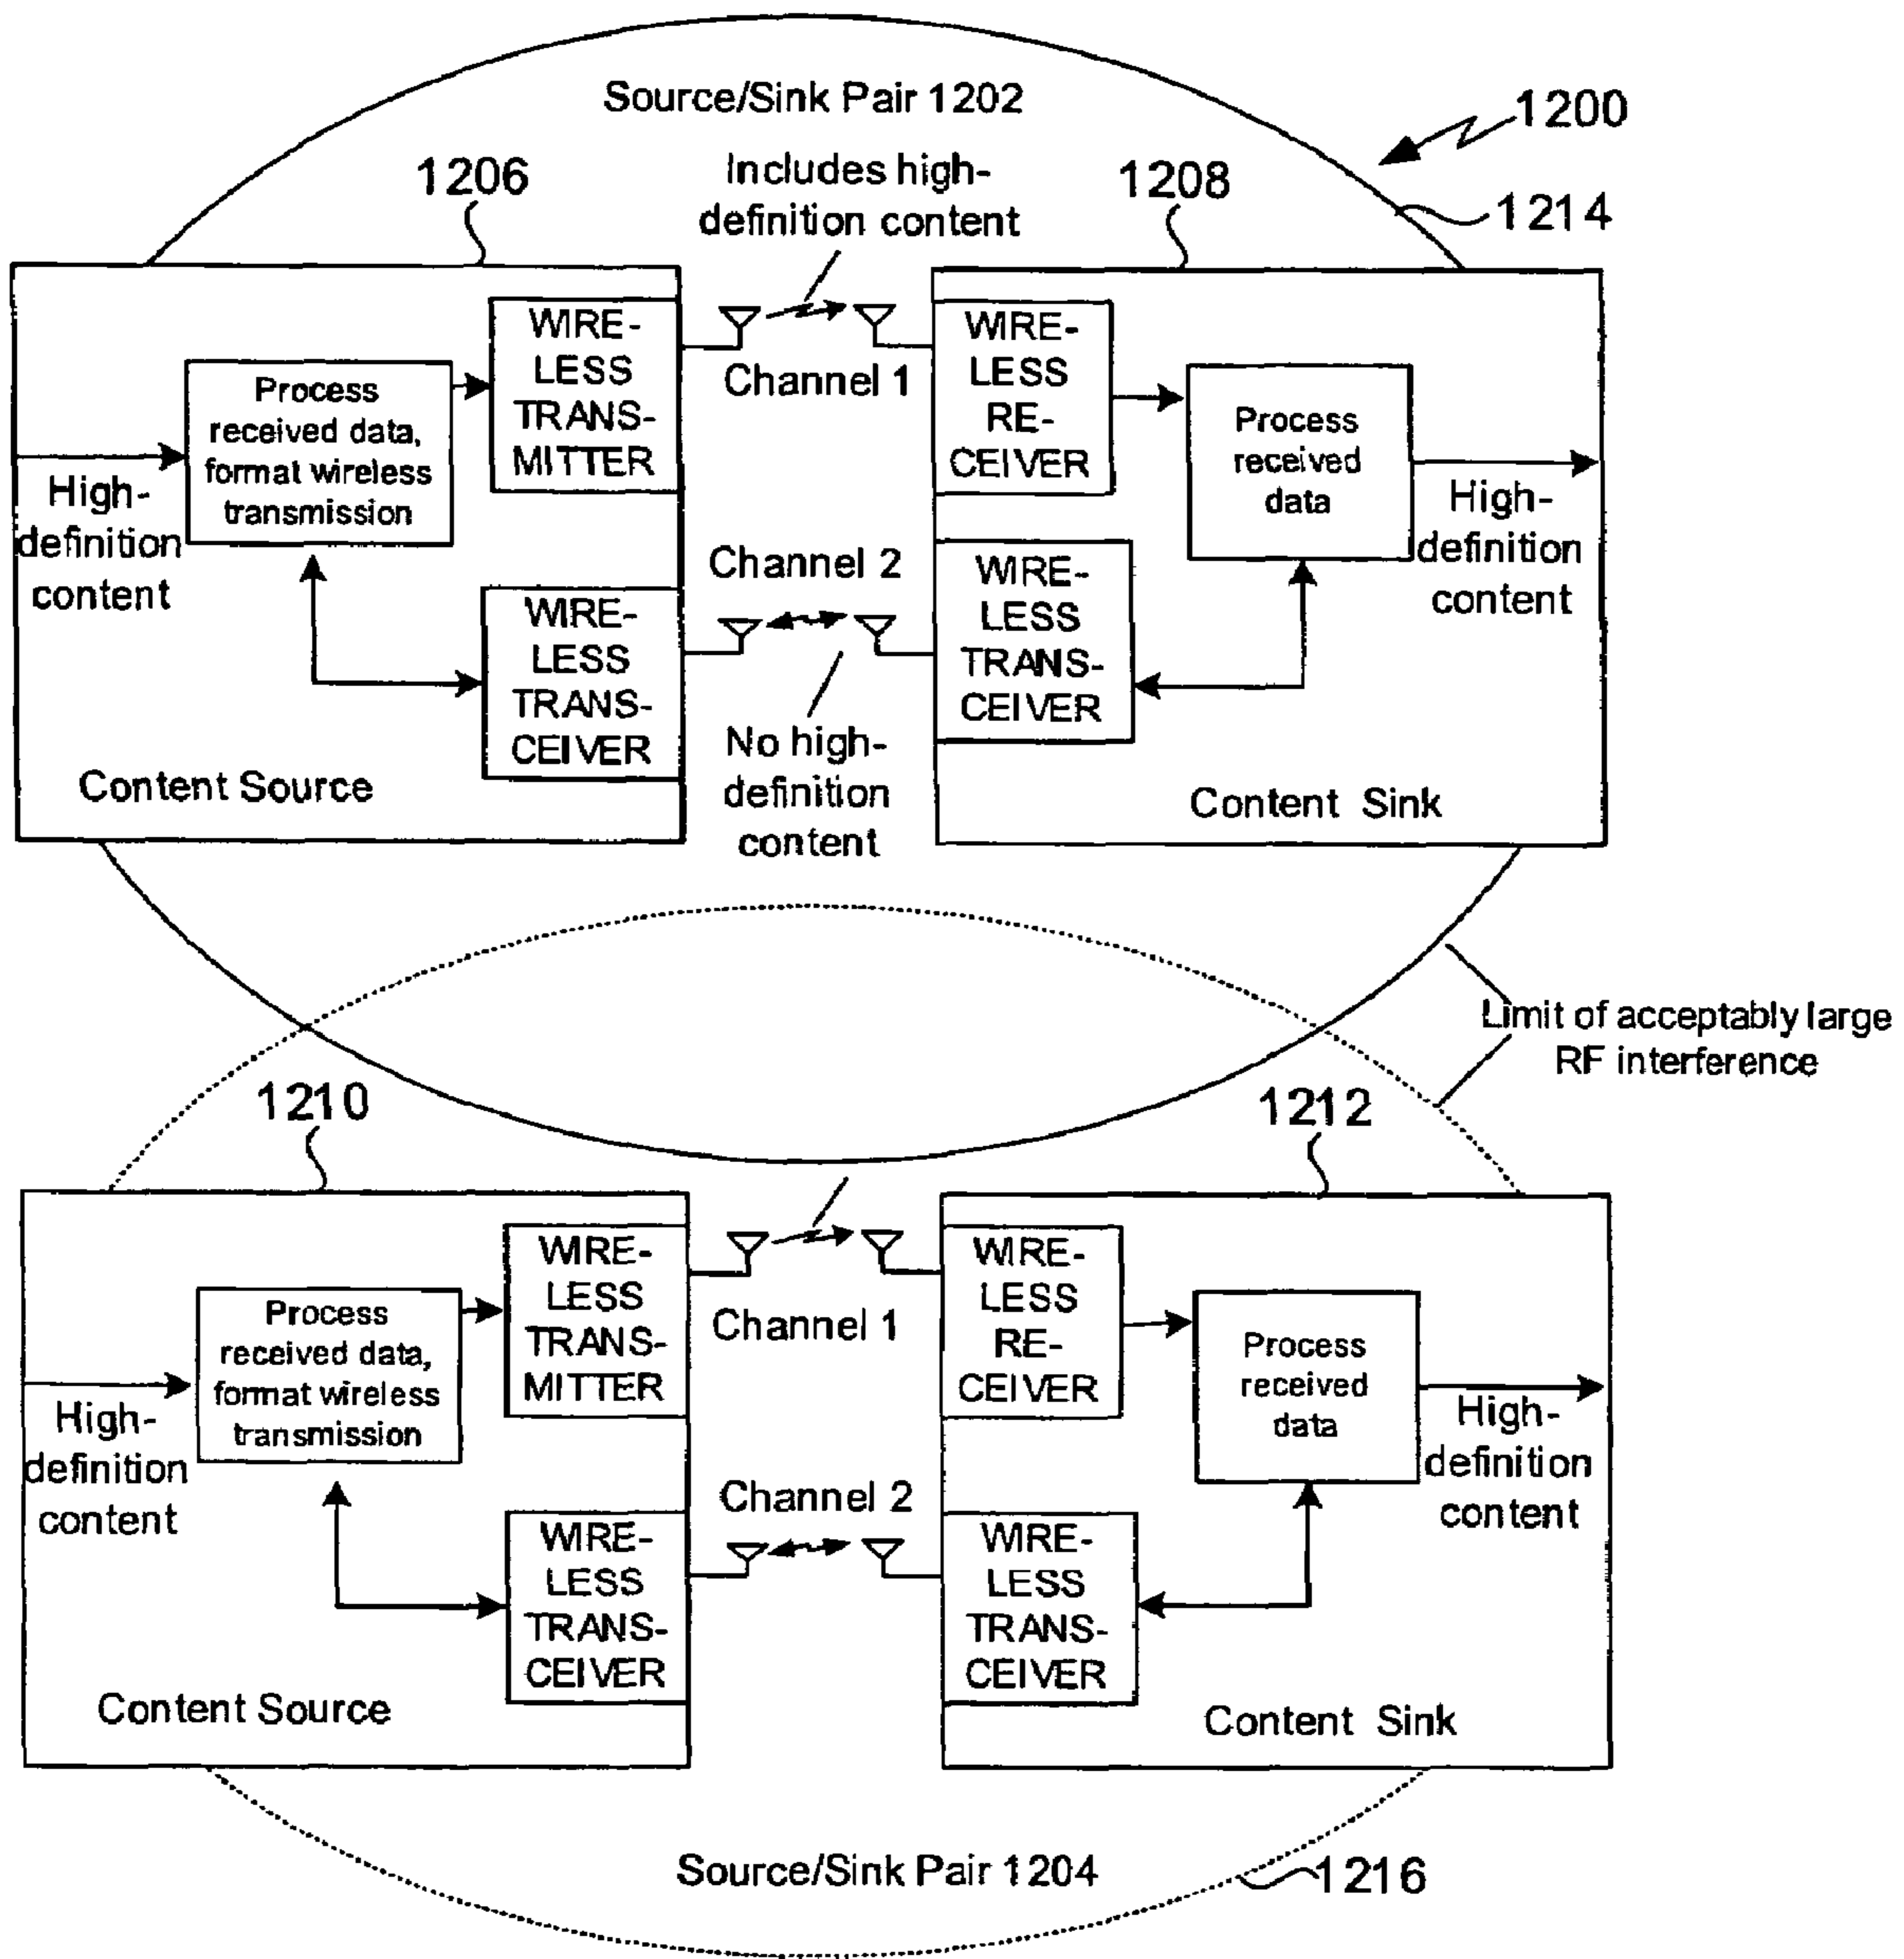 Source/Sink Pair 1202
1200
1214
1206
Includes high-
definition content
1208
WIRE-
LESS
TRANS-
MITTER
Process
received data,
format wireless
transmission
High-
definition
content
WIRE-
LESS
TRANS-
CEIVER
Content Source
Channel 1
Channel 2
No high-
definition
content
WIRE-
LESS
RE-
CEIVER
Process
received
data
High-
definition
content
WIRE-
LESS
TRANS-
CEIVER
Content Sink
Limit of acceptably large
RF interference
1210
1212
WIRE-
LESS
TRANS-
MITTER
Process
received data,
format wireless
transmission
High-
definition
content
WIRE-
LESS
TRANS-
CEIVER
Content Source
Channel 1
Channel 2
WIRE-
LESS
RE-
CEIVER
Process
received
data
High-
definition
content
WIRE-
LESS
TRANS-
CEIVER
Content Sink
Source/Sink Pair 1204
1216